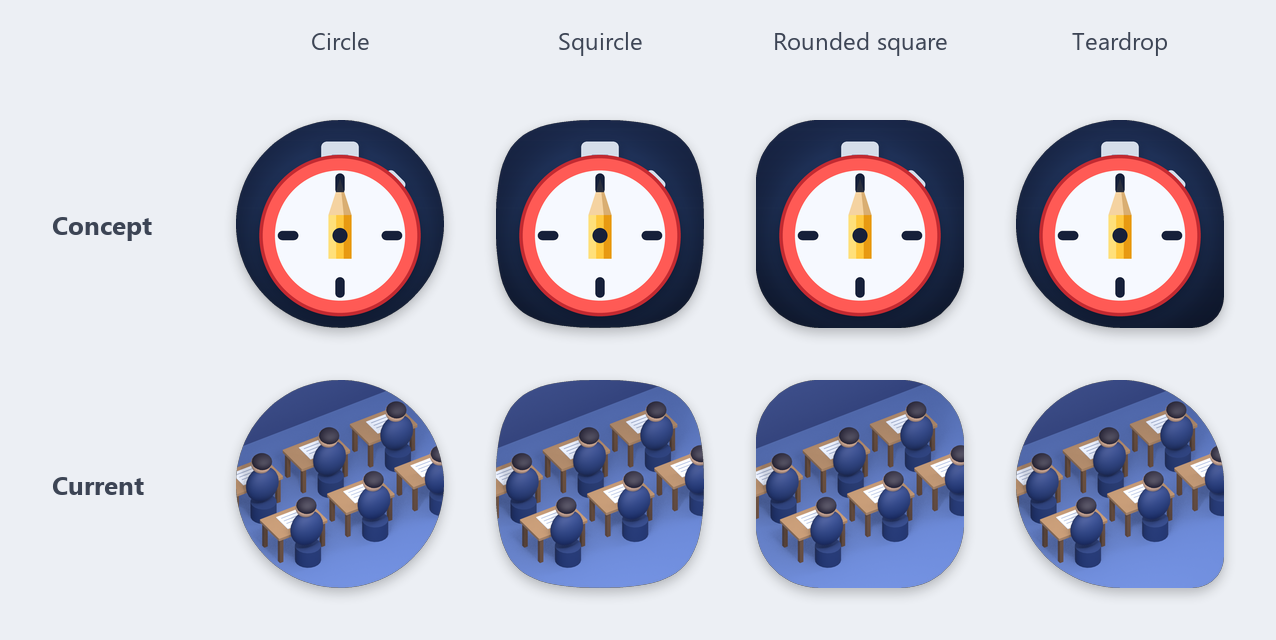 Circle
Squircle
Rounded square
Teardrop
Concept
Current